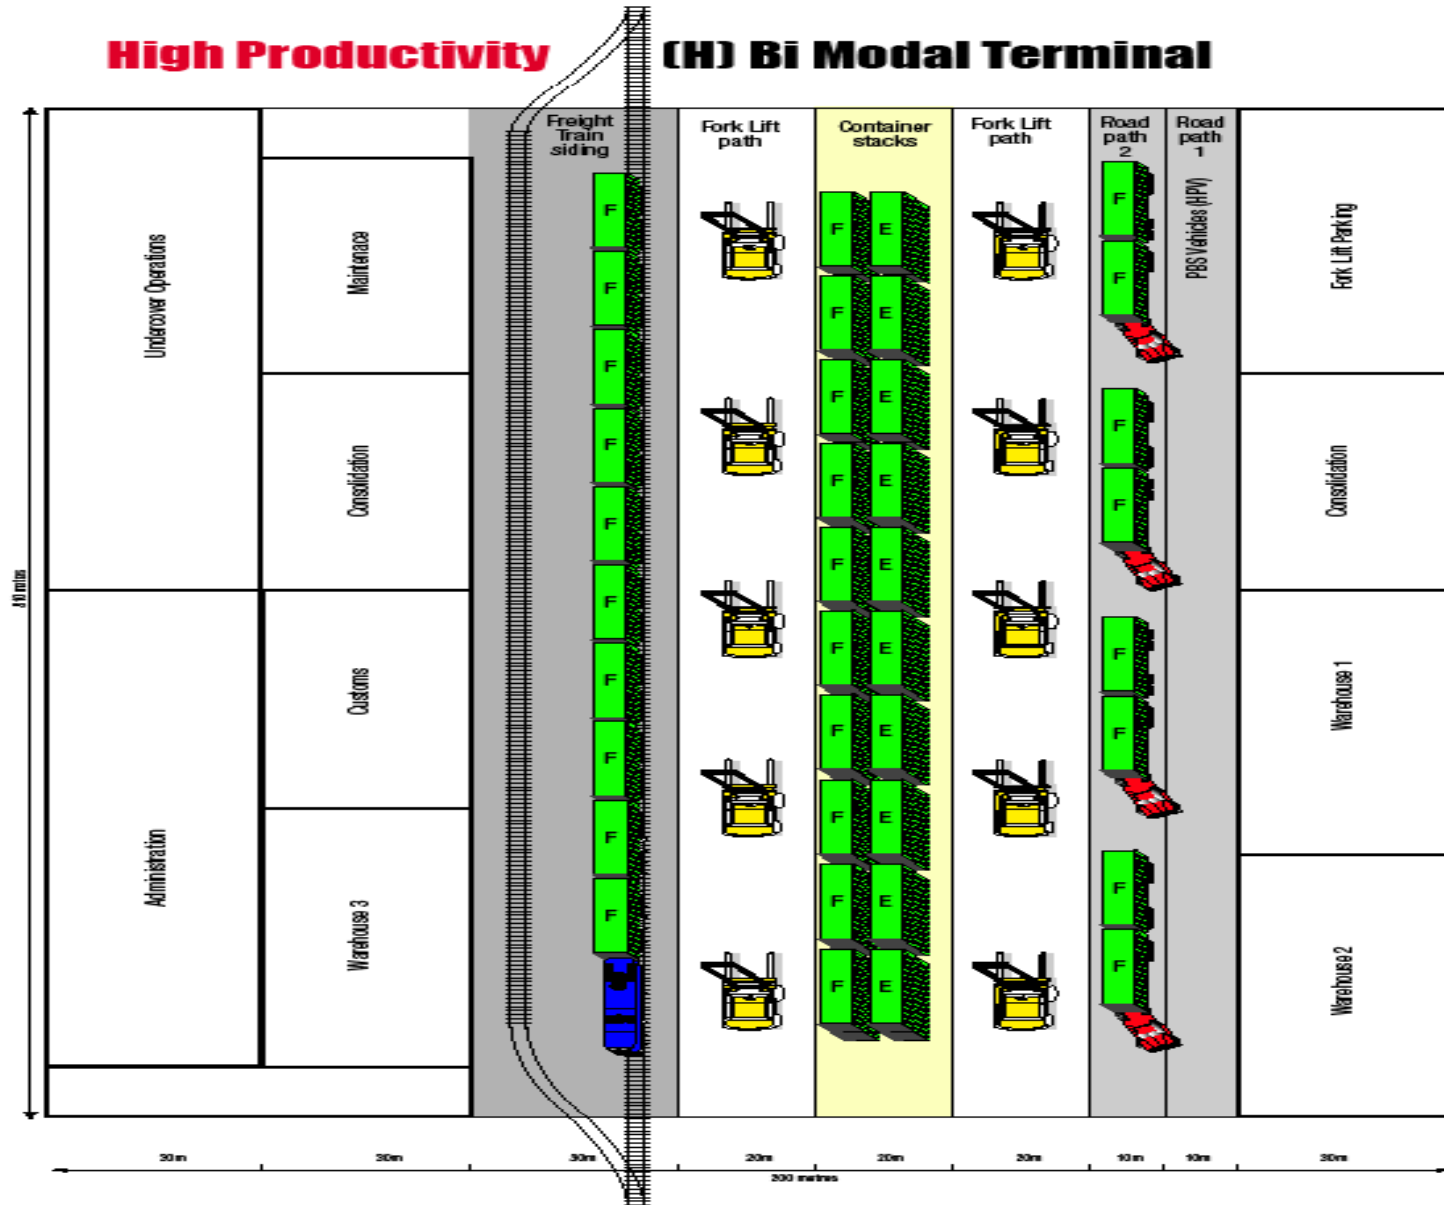 High Productivity (H) Bi Modal Terminal
Freight
Train
siding
Fork Lift
path
Container
stacks
Fork Lift
path
Road
path
2
Road
path
1
PBS Vehicles (HPV)
Undercover Operations
Maintenace
Consolidation
Customs
Administration
Warehouse 3
Fork Lift Parking
Consolidation
Warehouse 1
Warehouse 2
F
F
F
F
F
F
F
F
F
F
F E
F E
F E
F E
F E
F E
F E
F E
F E
F E
F
F
F
F
F
F
F
F
30m 30m 30m 20m 20m 20m 10m 10m 30m
200 metres